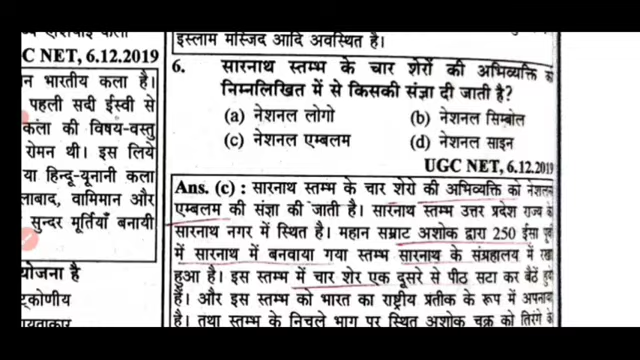 एशियाई कला
C NET, 6.12.2019
न भारतीय कला है।
पहली सदी ईस्वी से
कला की विषय-वस्तु
रोमन थी। इस लिये
या हिन्दू-यूनानी कला
लाबाद, वामिमान और
सुन्दर मूर्तियाँ बनायी
योजना है
ट्कोणीय
ायताकार
इस्लाम मस्जिद आदि अवस्थित है।
6. सारनाथ स्तम्भ के चार शेरों की अभिव्यक्ति को
निम्नलिखित में से किसकी संज्ञा दी जाती है?
(a) नेशनल लोगो (b) नेशनल सिम्बोल
(c) नेशनल एम्बलम (d) नेशनल साइन
UGC NET, 6.12.2019
Ans. (c) : सारनाथ स्तम्भ के चार शेरो की अभिव्यक्ति को नेशलन
एम्बलम की संज्ञा की जाती है। सारनाथ स्तम्भ उत्तर प्रदेश राज्य के
सारनाथ नगर में स्थित है। महान सम्राट अशोक द्वारा 250 ईसा पूर्व
में सारनाथ में बनवाया गया स्तम्भ सारनाथ के संग्रहालय में रखा
हुआ है। इस स्तम्भ में चार शेर एक दूसरे से पीठ सटा कर बैठें हुये
हैं। और इस स्तम्भ को भारत का राष्ट्रीय प्रतीक के रूप में अपनाया
है। तथा स्तम्भ के निचले भाग पर स्थित अशोक चक्र को तिरंगे के